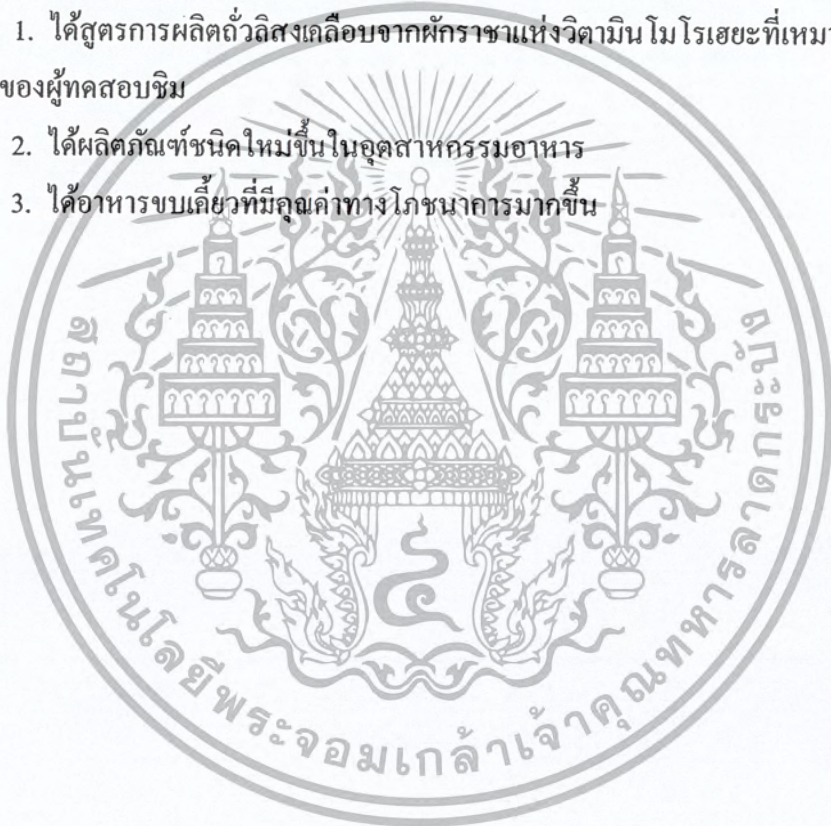 1. ได้สูตรการผลิตถั่วลิสงเคลือบจากผักราชาแห่งวิตามินโมโรเฮยะที่เหมา
ของผู้ทดสอบชิม
2. ได้ผลิตภัณฑ์ชนิดใหม่ขึ้นในอุตสาหกรรมอาหาร
3. ได้อาหารขบเคี้ยวที่มีคุณค่าทางโภชนาการมากขึ้น
สถาบันเทคโนโลยีพระจอมเกล้าเจ้าคุณทหารลาดกระบัง